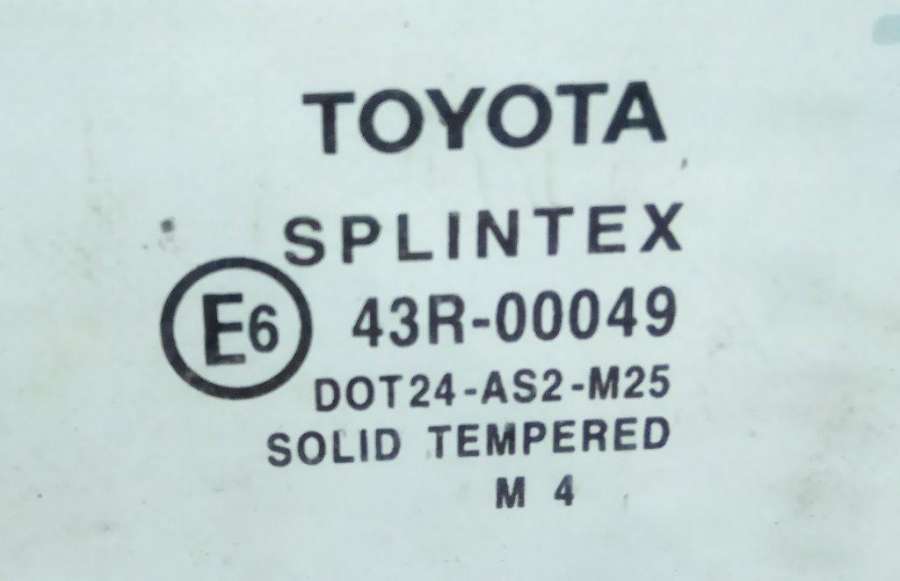 TOYOTA
SPLINTEX
E6 43R-00049
DOT24-AS2-M25
SOLID TEMPERED
M 4